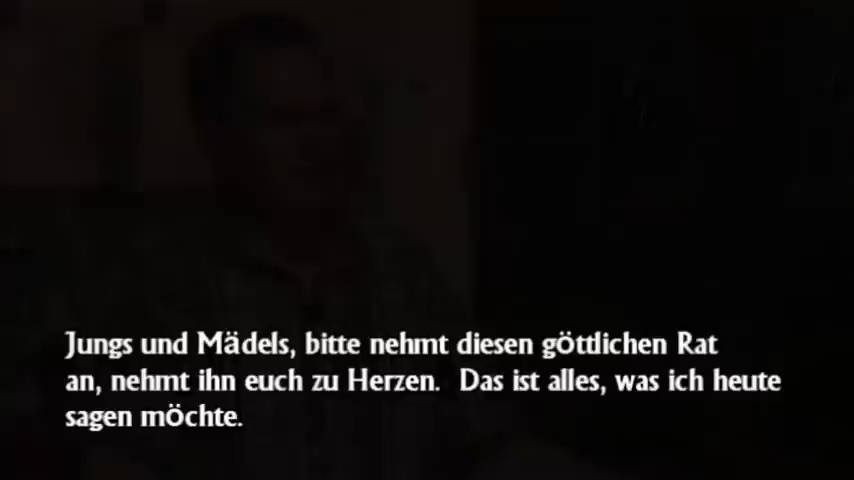 Jungs und Mädels, bitte nehmt diesen göttlichen Rat
an, nehmt ihn euch zu Herzen.  Das ist alles, was ich heute
sagen möchte.